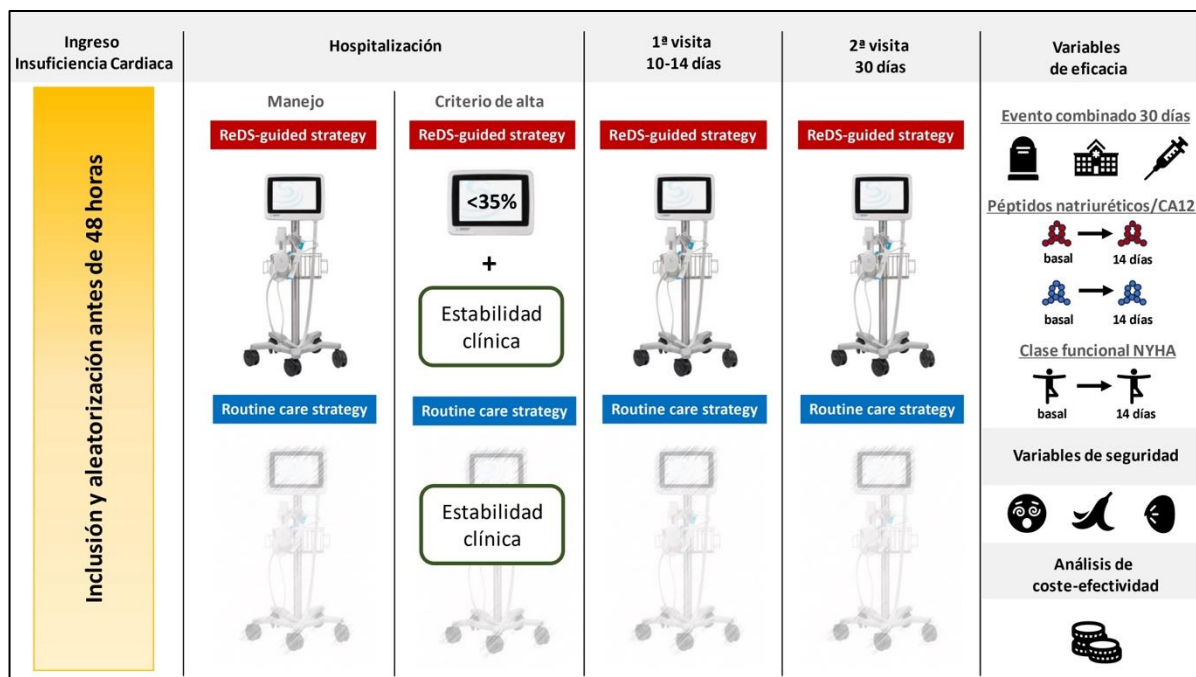 Ingreso
Insuficiencia Cardiaca
Hospitalización
1ª visita
10-14 días
2ª visita
30 días
Variables
de eficacia
Inclusión y aleatorización antes de 48 horas
Manejo
Criterio de alta
ReDS-guided strategy
ReDS-guided strategy
ReDS-guided strategy
ReDS-guided strategy
<35%
+
Estabilidad
clínica
Routine care strategy
Routine care strategy
Routine care strategy
Routine care strategy
Estabilidad
clínica
Evento combinado 30 días
Péptidos natriuréticos/CA12
basal
14 días
basal
14 días
Clase funcional NYHA
basal
14 días
Variables de seguridad
Análisis de
coste-efectividad